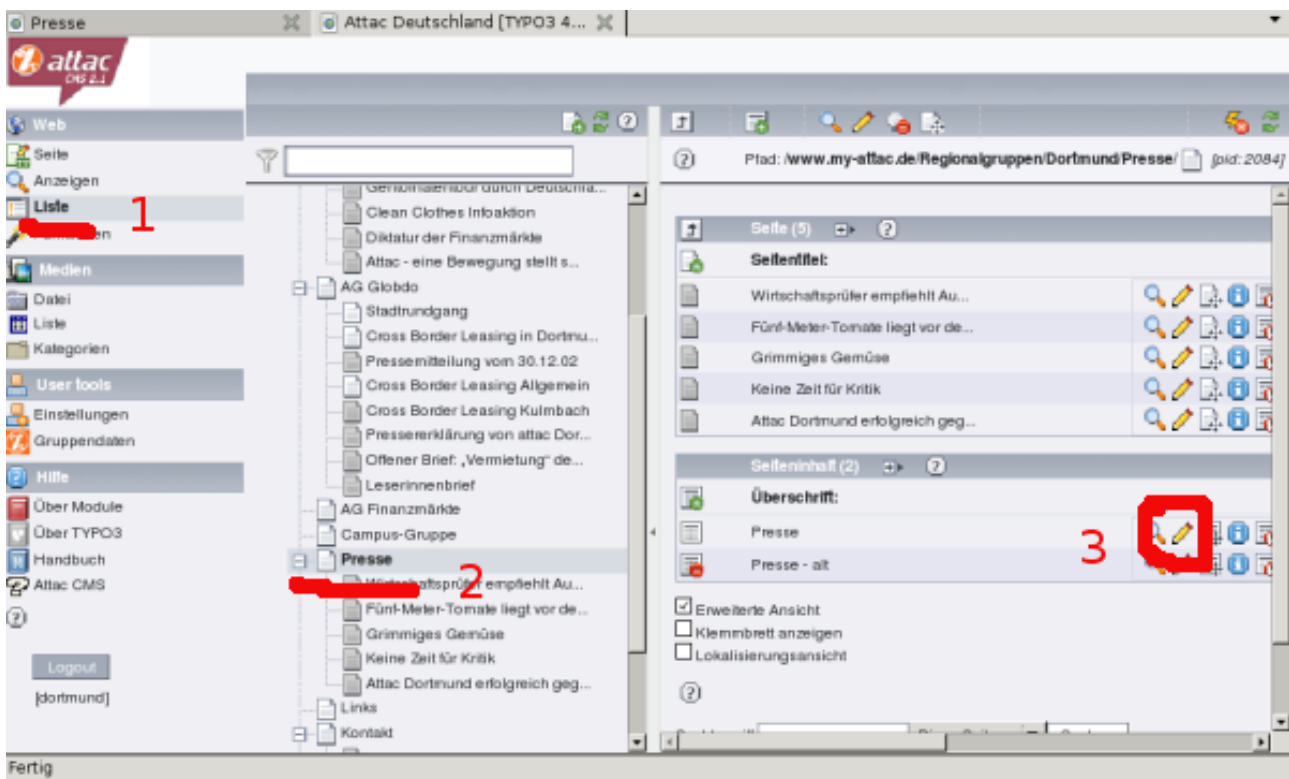 Presse
Attac Deutschland [TYPO3 4...
attac
CMS 2.1
Web
Seite
Anzeigen
Liste
1
en
Medien
Datei
Liste
Kategorien
User tools
Einstellungen
Gruppendaten
Hilfe
Über Module
Über TYPO3
Handbuch
Attac CMS
Logout
[dortmund]
Clean Clothes Infoaktion
Diktatur der Finanzmärkte
Attac - eine Bewegung stellt s...
AG Globdo
Stadtrundgang
Cross Border Leasing in Dortmu...
Pressemitteilung vom 30.12.02
Cross Border Leasing Allgemein
Cross Border Leasing Kulmbach
Pressererklärung von attac Dor...
Offener Brief: „Vermietung" de...
Leserinnenbrief
AG Finanzmärkte
Campus-Gruppe
Presse
Wirtschaftsprüfer empfiehlt Au...
2
Fünf-Meter-Tomate liegt vor de...
Grimmiges Gemüse
Keine Zeit für Kritik
Attac Dortmund erfolgreich geg...
Links
Kontakt
Pfad: /www.my-attac.de/Regionalgruppen/Dortmund/Presse/ [pid: 2084]
Seite (5)
Seitentitel:
Wirtschaftsprüfer empfiehlt Au...
Fünf-Meter-Tomate liegt vor de...
Grimmiges Gemüse
Keine Zeit für Kritik
Attac Dortmund erfolgreich geg...
Seiteninhalt (2)
Überschrift:
Presse
3
Presse - alt
Erweiterte Ansicht
Klemmbrett anzeigen
Lokalisierungsansicht
Fertig